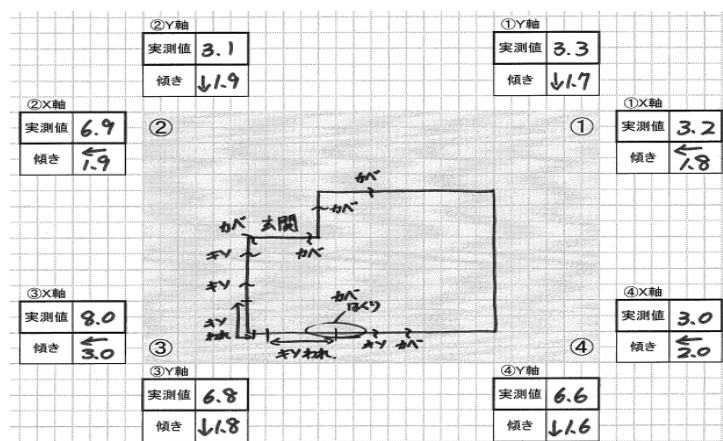 ②Y軸
実測値 3.1
傾き ↓1.9
①Y軸
実測値 3.3
傾き ↓1.7
②X軸
実測値 6.9
傾き ←1.9
①X軸
実測値 3.2
傾き ←1.8
②
①
カベ
カベ
カベ 玄関
カベ
キソ
キソ
キソ
われ
カベ
はくり
キソわれ
キソ カベ
③X軸
実測値 8.0
傾き ←3.0
④X軸
実測値 3.0
傾き ←2.0
③
④
③Y軸
実測値 6.8
傾き ↓1.8
④Y軸
実測値 6.6
傾き ↓1.6